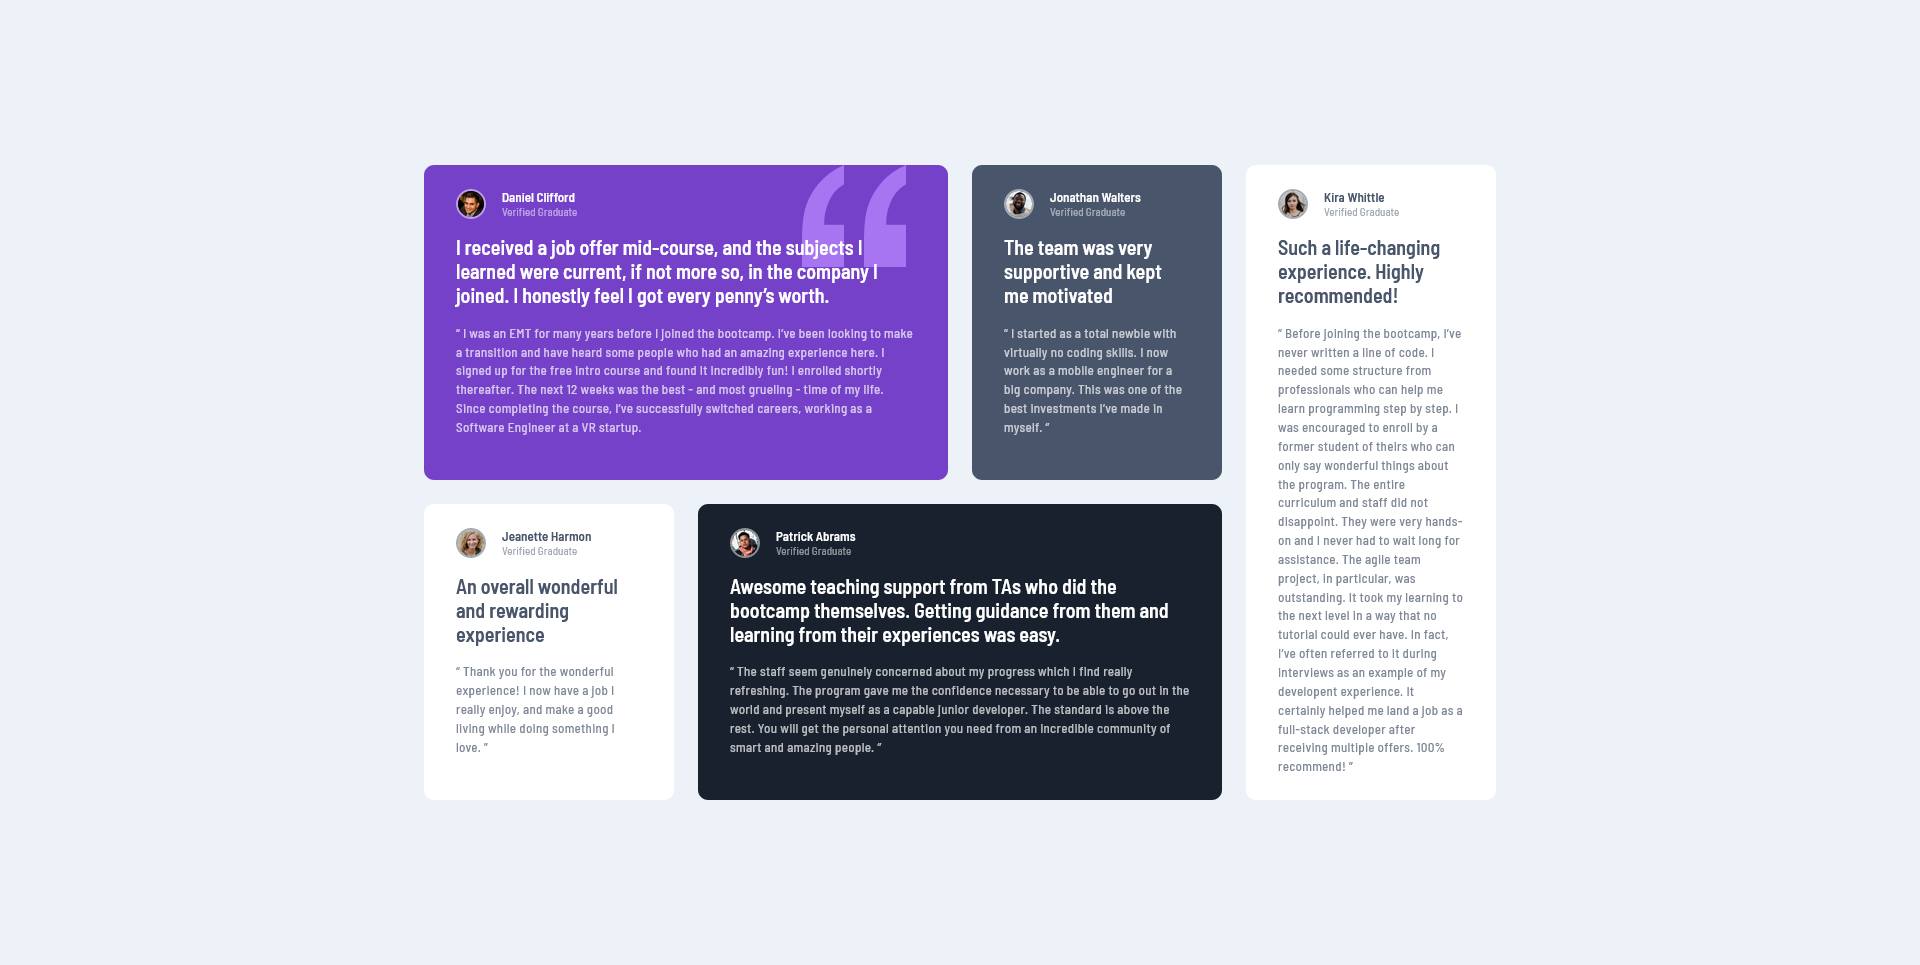 Daniel Clifford
Verified Graduate
I received a job offer mid-course, and the subjects I
learned were current, if not more so, in the company I
joined. I honestly feel I got every penny’s worth.
“ I was an EMT for many years before I joined the bootcamp. I’ve been looking to make
a transition and have heard some people who had an amazing experience here. I
signed up for the free intro course and found it incredibly fun! I enrolled shortly
thereafter. The next 12 weeks was the best - and most grueling - time of my life.
Since completing the course, I’ve successfully switched careers, working as a
Software Engineer at a VR startup.
Jonathan Walters
Verified Graduate
The team was very
supportive and kept
me motivated
“ I started as a total newbie with
virtually no coding skills. I now
work as a mobile engineer for a
big company. This was one of the
best investments I’ve made in
myself. ”
Kira Whittle
Verified Graduate
Such a life-changing
experience. Highly
recommended!
“ Before joining the bootcamp, I’ve
never written a line of code. I
needed some structure from
professionals who can help me
learn programming step by step. I
was encouraged to enroll by a
former student of theirs who can
only say wonderful things about
the program. The entire
curriculum and staff did not
disappoint. They were very hands-
on and I never had to wait long for
assistance. The agile team
project, in particular, was
outstanding. It took my learning to
the next level in a way that no
tutorial could ever have. In fact,
I’ve often referred to it during
interviews as an example of my
developent experience. It
certainly helped me land a job as a
full-stack developer after
receiving multiple offers. 100%
recommend! ”
Jeanette Harmon
Verified Graduate
An overall wonderful
and rewarding
experience
“ Thank you for the wonderful
experience! I now have a job I
really enjoy, and make a good
living while doing something I
love. ”
Patrick Abrams
Verified Graduate
Awesome teaching support from TAs who did the
bootcamp themselves. Getting guidance from them and
learning from their experiences was easy.
“ The staff seem genuinely concerned about my progress which I find really
refreshing. The program gave me the confidence necessary to be able to go out in the
world and present myself as a capable junior developer. The standard is above the
rest. You will get the personal attention you need from an incredible community of
smart and amazing people. ”